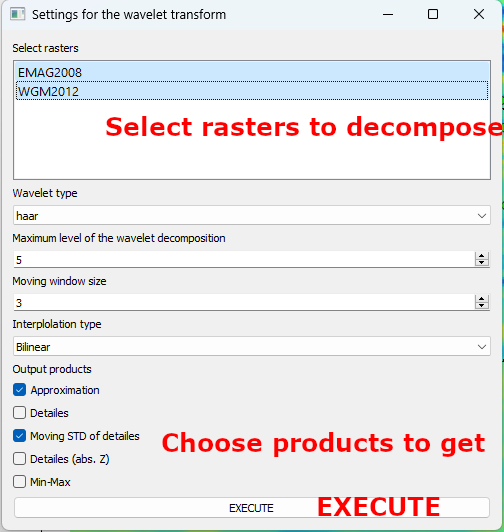 Settings for the wavelet transform
Select rasters
EMAG2008
WGM2012
Select rasters to decompose
Wavelet type
haar
Maximum level of the wavelet decomposition
5
Moving window size
3
Interplolation type
Bilinear
Output products
Approximation
Detailes
Moving STD of detailes
Choose products to get
Detailes (abs. Z)
Min-Max
EXECUTE EXECUTE